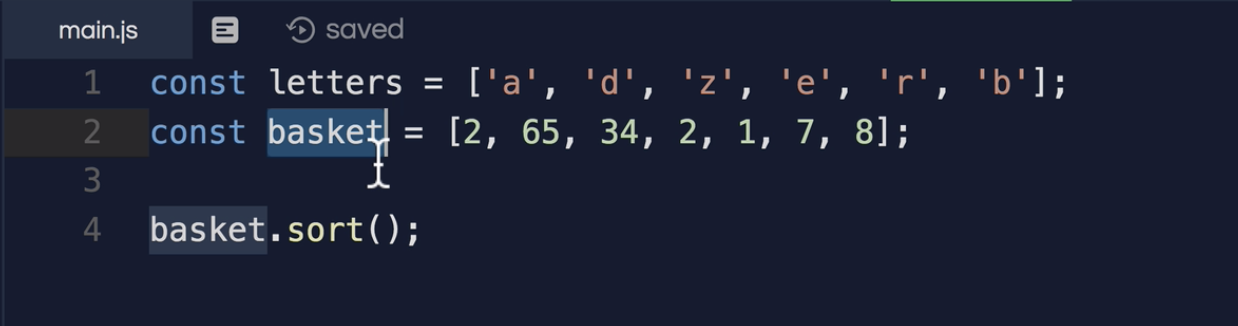 main.js saved
1 const letters = ['a', 'd', 'z', 'e', 'r', 'b'];
2 const basket = [2, 65, 34, 2, 1, 7, 8];
3
4 basket.sort();